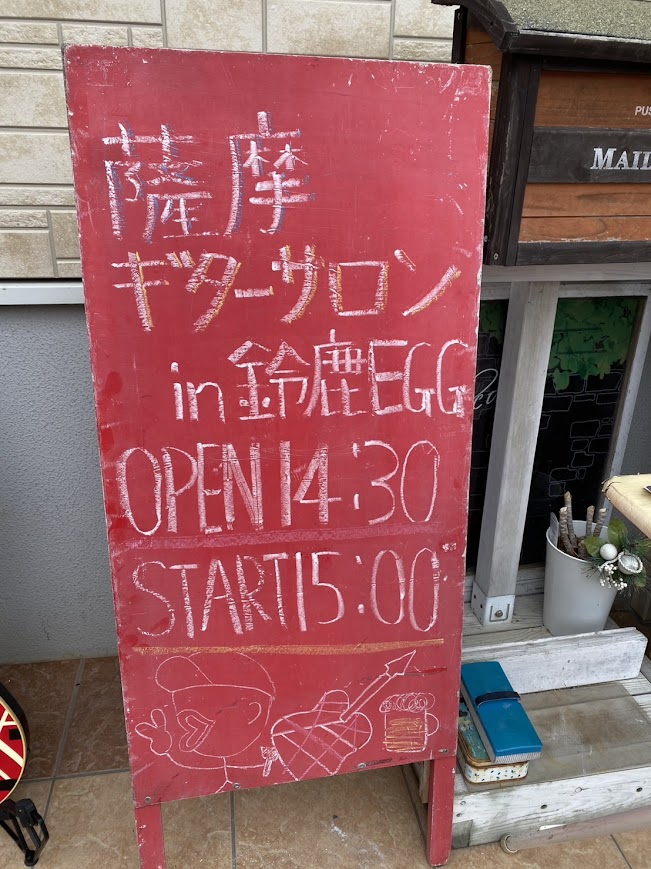 薩摩
ギターサロン
in 鈴鹿EGG
OPEN 14:30
START 15:00
MAIL